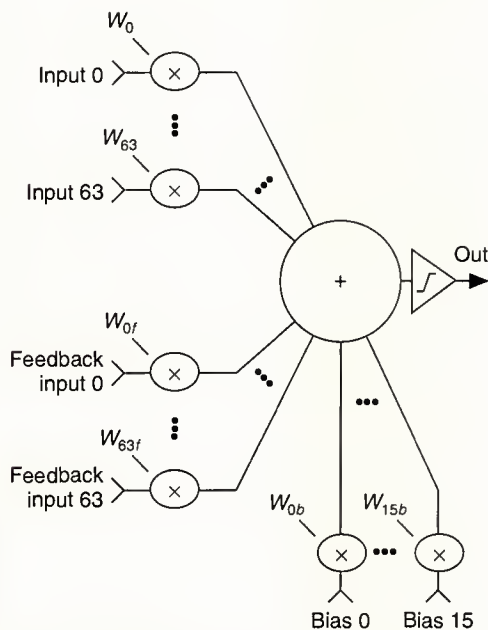 W0
Input 0
×
W63
Input 63
×
+
Out
W0f
Feedback
input 0
×
W63f
Feedback
input 63
×
W0b
W15b
×
×
Bias 0
Bias 15